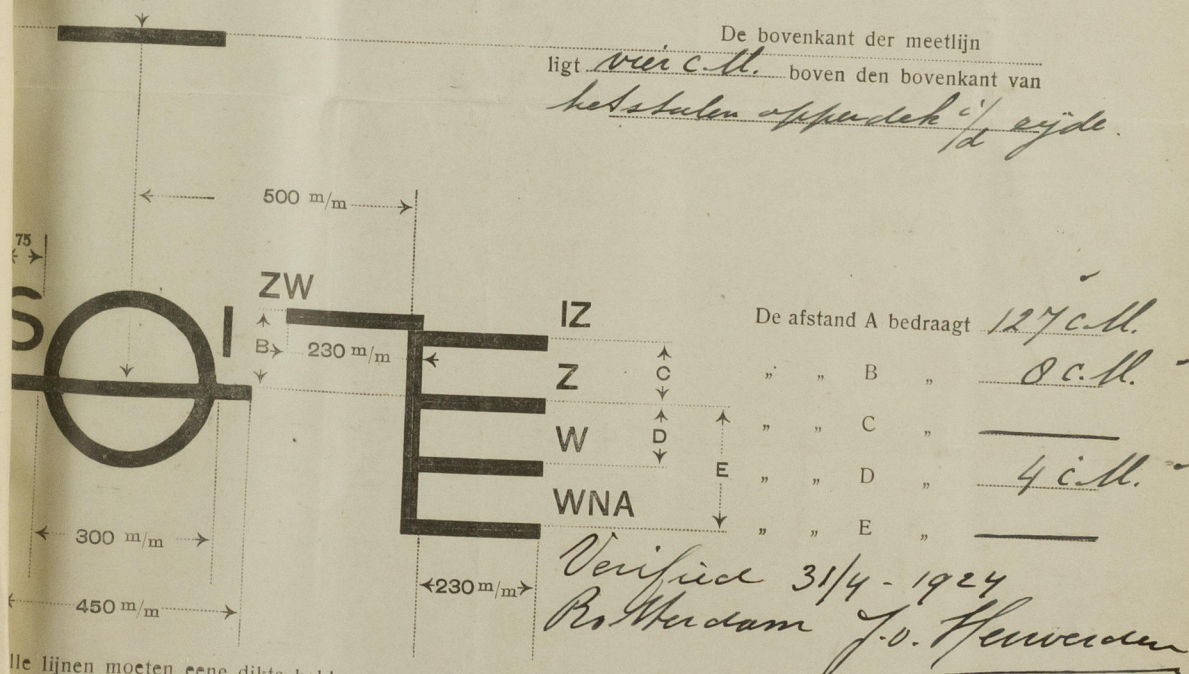 De bovenkant der meetlijn
ligt vier c.M. boven den bovenkant van
het stalen opperdek i/d zijde.
500 m/m
75
S I
ZW
B
230 m/m
IZ
Z
W
WNA
C
D
E
De afstand A bedraagt 127 c.M.
„ „ B „ 8 c.M.
„ „ C „ ———
„ „ D „ 4 c.M.
„ „ E „ ———
300 m/m
450 m/m
230 m/m
Verified 31/4 - 1924
Rotterdam J. v. Herwerden
lle lijnen moeten eene dikte